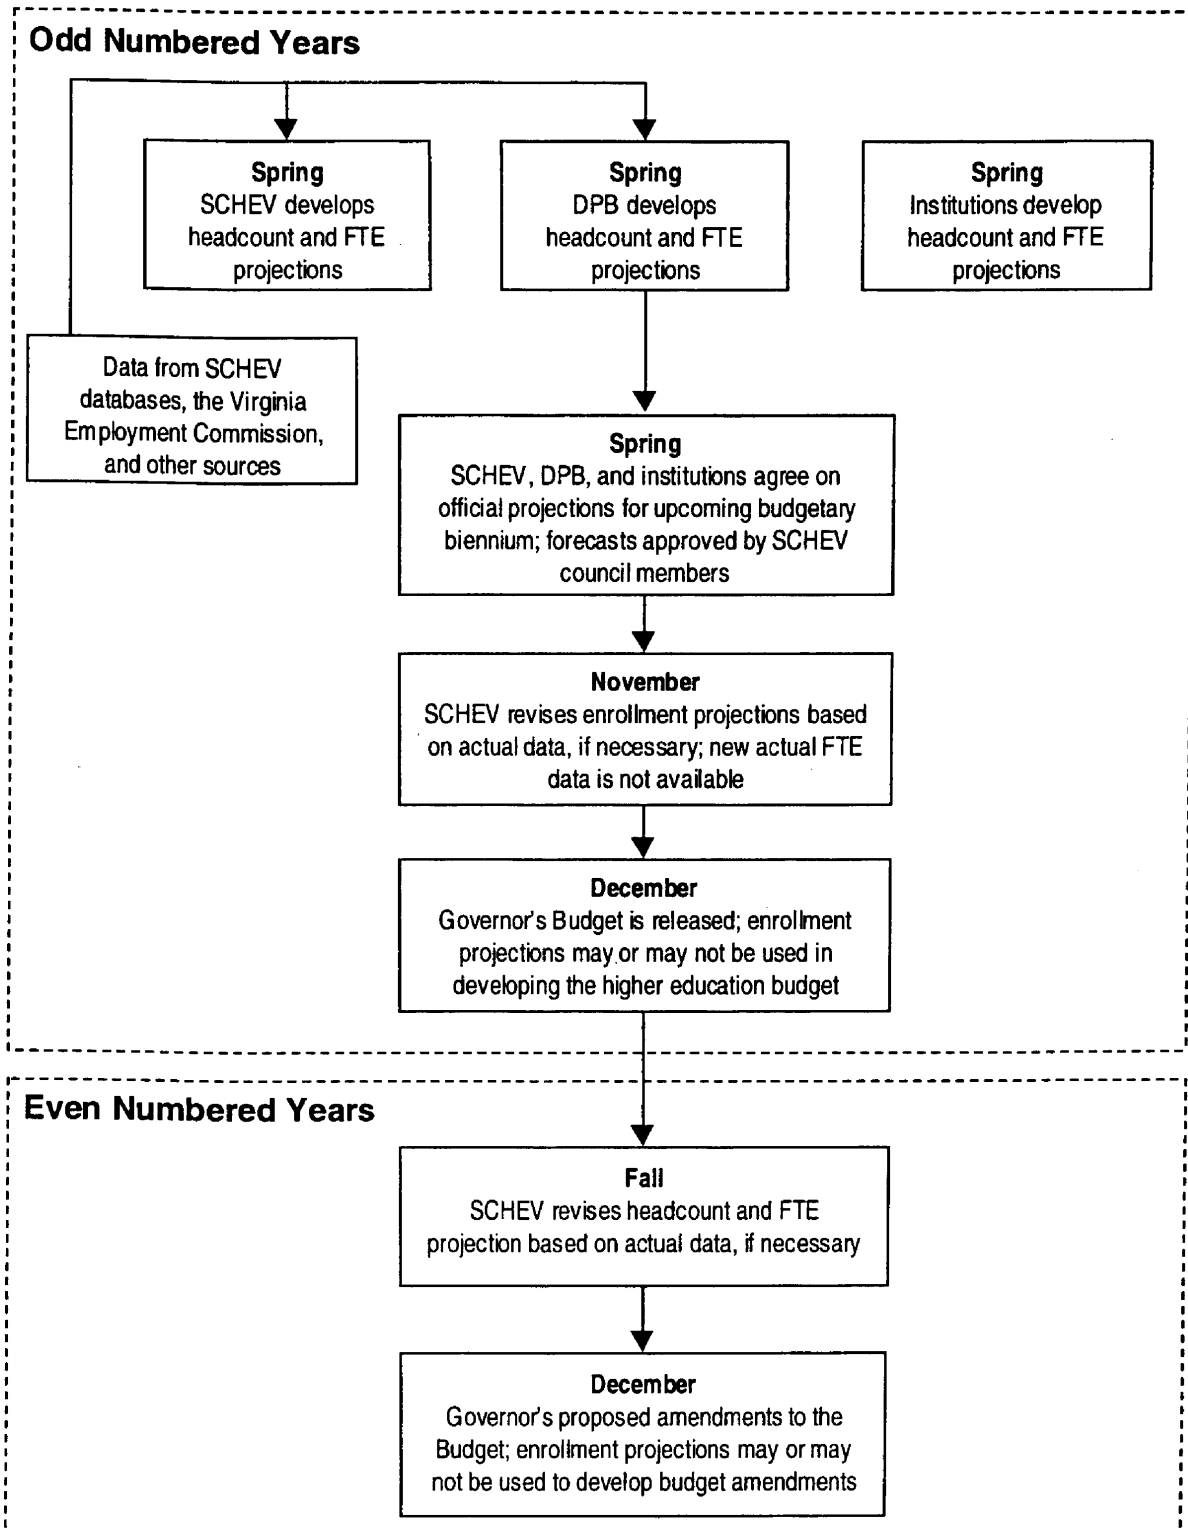 Odd Numbered Years
Spring
SCHEV develops
headcount and FTE
projections
Spring
DPB develops
headcount and FTE
projections
Spring
Institutions develop
headcount and FTE
projections
Data from SCHEV
databases, the Virginia
Employment Commission,
and other sources
Spring
SCHEV, DPB, and institutions agree on
official projections for upcoming budgetary
biennium; forecasts approved by SCHEV
council members
November
SCHEV revises enrollment projections based
on actual data, if necessary; new actual FTE
data is not available
December
Governor's Budget is released; enrollment
projections may or may not be used in
developing the higher education budget
Even Numbered Years
Fall
SCHEV revises headcount and FTE
projection based on actual data, if necessary
December
Governor's proposed amendments to the
Budget; enrollment projections may or may
not be used to develop budget amendments